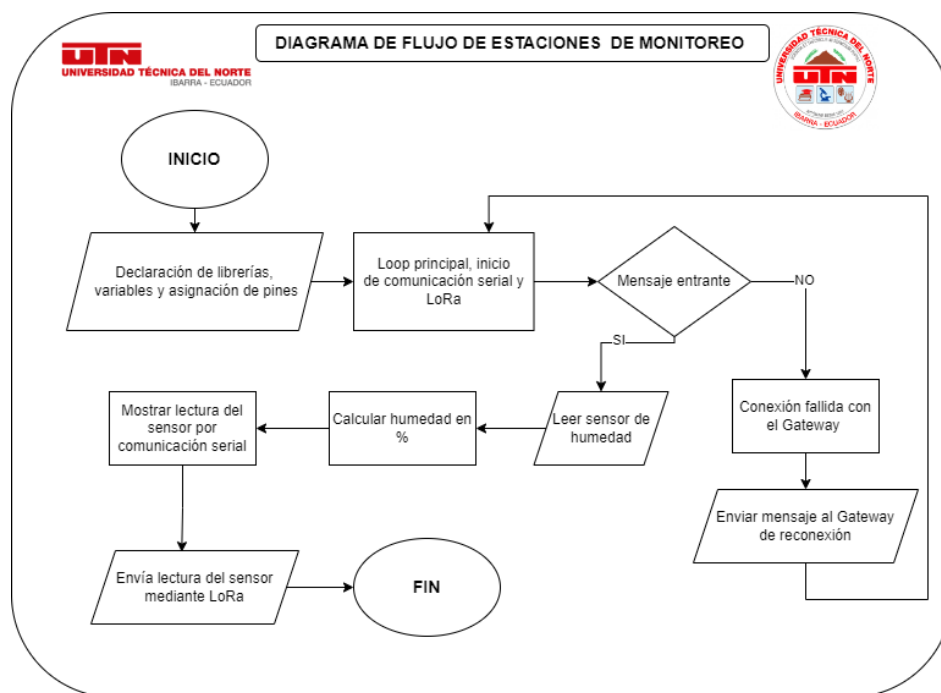 UTN
UNIVERSIDAD TÉCNICA DEL NORTE
IBARRA - ECUADOR
DIAGRAMA DE FLUJO DE ESTACIONES DE MONITOREO
UNIVERSIDAD TÉCNICA DEL NORTE
UTN
IBARRA - ECUADOR
INICIO
Declaración de librerías,
variables y asignación de pines
Loop principal, inicio
de comunicación serial y
LoRa
Mensaje entrante
NO
SI
Mostrar lectura del
sensor por
comunicación serial
Calcular humedad en
%
Leer sensor de
humedad
Conexión fallida con
el Gateway
Enviar mensaje al Gateway
de reconexión
Envía lectura del sensor
mediante LoRa
FIN